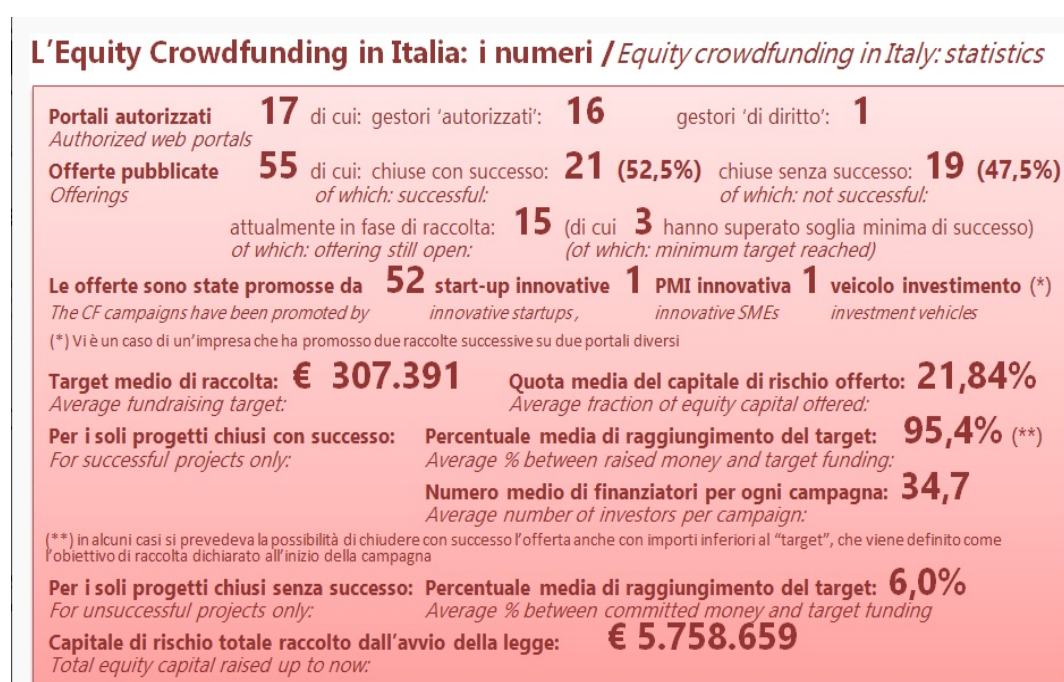 L'Equity Crowdfunding in Italia: i numeri / Equity crowdfunding in Italy: statistics
Portali autorizzati 17 di cui: gestori 'autorizzati': 16 gestori 'di diritto': 1
Authorized web portals
Offerte pubblicate 55 di cui: chiuse con successo: 21 (52,5%) chiuse senza successo: 19 (47,5%)
Offerings of which: successful: of which: not successful:
attualmente in fase di raccolta: 15 (di cui 3 hanno superato soglia minima di successo)
of which: offering still open: (of which: minimum target reached)
Le offerte sono state promosse da 52 start-up innovative 1 PMI innovativa 1 veicolo investimento (*)
The CF campaigns have been promoted by innovative startups, innovative SMEs investment vehicles
(*) Vi è un caso di un'impresa che ha promosso due raccolte successive su due portali diversi
Target medio di raccolta: € 307.391 Quota media del capitale di rischio offerto: 21,84%
Average fundraising target: Average fraction of equity capital offered:
Per i soli progetti chiusi con successo: Percentuale media di raggiungimento del target: 95,4% (**)
For successful projects only: Average % between raised money and target funding:
Numero medio di finanziatori per ogni campagna: 34,7
Average number of investors per campaign:
(**) in alcuni casi si prevedeva la possibilità di chiudere con successo l'offerta anche con importi inferiori al "target", che viene definito come
l'obiettivo di raccolta dichiarato all'inizio della campagna
Per i soli progetti chiusi senza successo: Percentuale media di raggiungimento del target: 6,0%
For unsuccessful projects only: Average % between committed money and target funding
Capitale di rischio totale raccolto dall'avvio della legge: € 5.758.659
Total equity capital raised up to now: